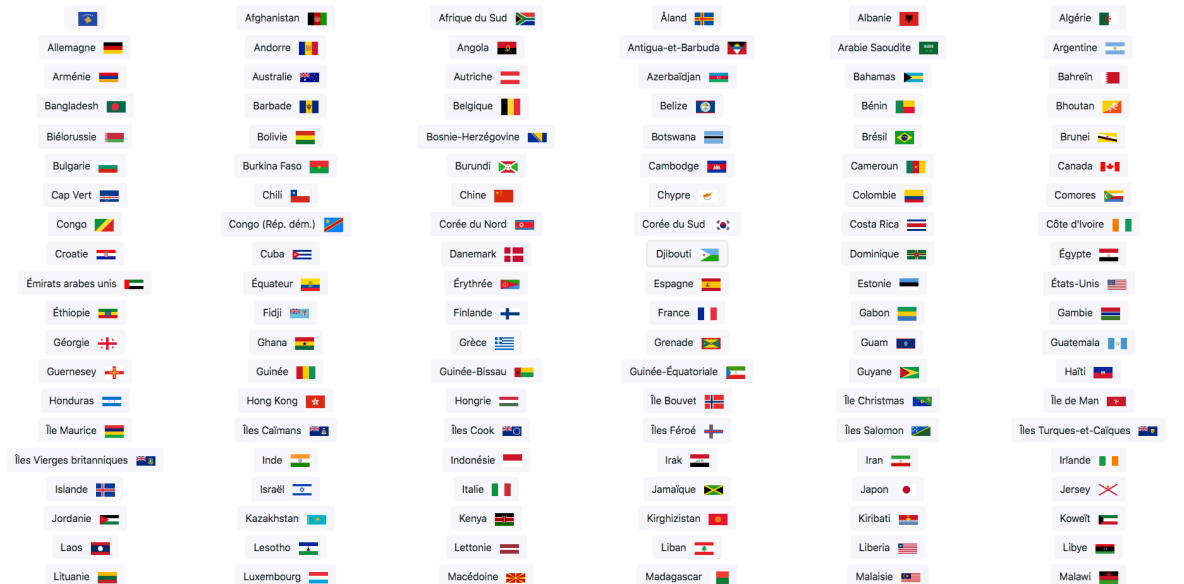 Afghanistan Afrique du Sud Åland Albanie Algérie
Allemagne Andorre Angola Antigua-et-Barbuda Arabie Saoudite Argentine
Arménie Australie Autriche Azerbaïdjan Bahamas Bahreïn
Bangladesh Barbade Belgique Belize Bénin Bhoutan
Biélorussie Bolivie Bosnie-Herzégovine Botswana Brésil Brunei
Bulgarie Burkina Faso Burundi Cambodge Cameroun Canada
Cap Vert Chili Chine Chypre Colombie Comores
Congo Congo (Rép. dém.) Corée du Nord Corée du Sud Costa Rica Côte d'Ivoire
Croatie Cuba Danemark Djibouti Dominique Égypte
Émirats arabes unis Équateur Érythrée Espagne Estonie États-Unis
Éthiopie Fidji Finlande France Gabon Gambie
Géorgie Ghana Grèce Grenade Guam Guatemala
Guernesey Guinée Guinée-Bissau Guinée-Équatoriale Guyane Haïti
Honduras Hong Kong Hongrie Île Bouvet Île Christmas Île de Man
Île Maurice Îles Caïmans Îles Cook Îles Féroé Îles Salomon Îles Turques-et-Caïques
Îles Vierges britanniques Inde Indonésie Irak Iran Irlande
Islande Israël Italie Jamaïque Japon Jersey
Jordanie Kazakhstan Kenya Kirghizistan Kiribati Koweït
Laos Lesotho Lettonie Liban Liberia Libye
Lituanie Luxembourg Macédoine Madagascar Malaisie Malawi